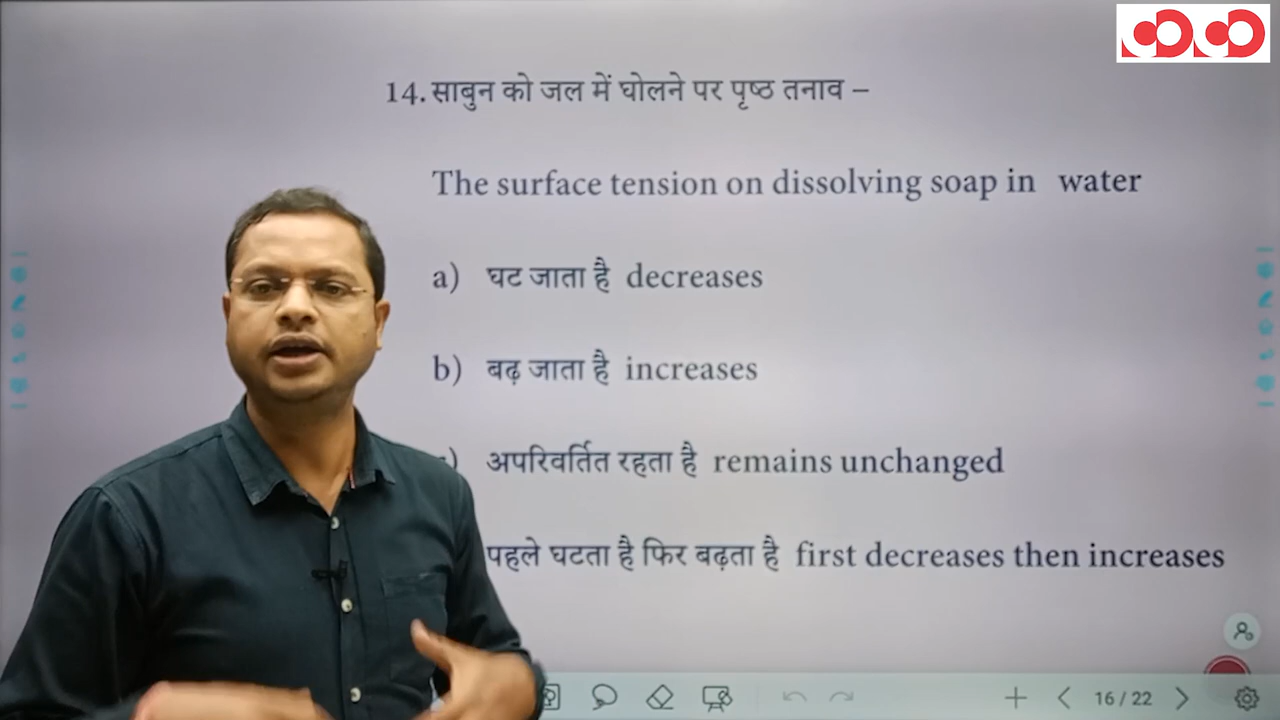 14. साबुन को जल में घोलने पर पृष्ठ तनाव –
The surface tension on dissolving soap in water
a) घट जाता है decreases
b) बढ़ जाता है increases
) अपरिवर्तित रहता है remains unchanged
पहले घटता है फिर बढ़ता है first decreases then increases
16 / 22